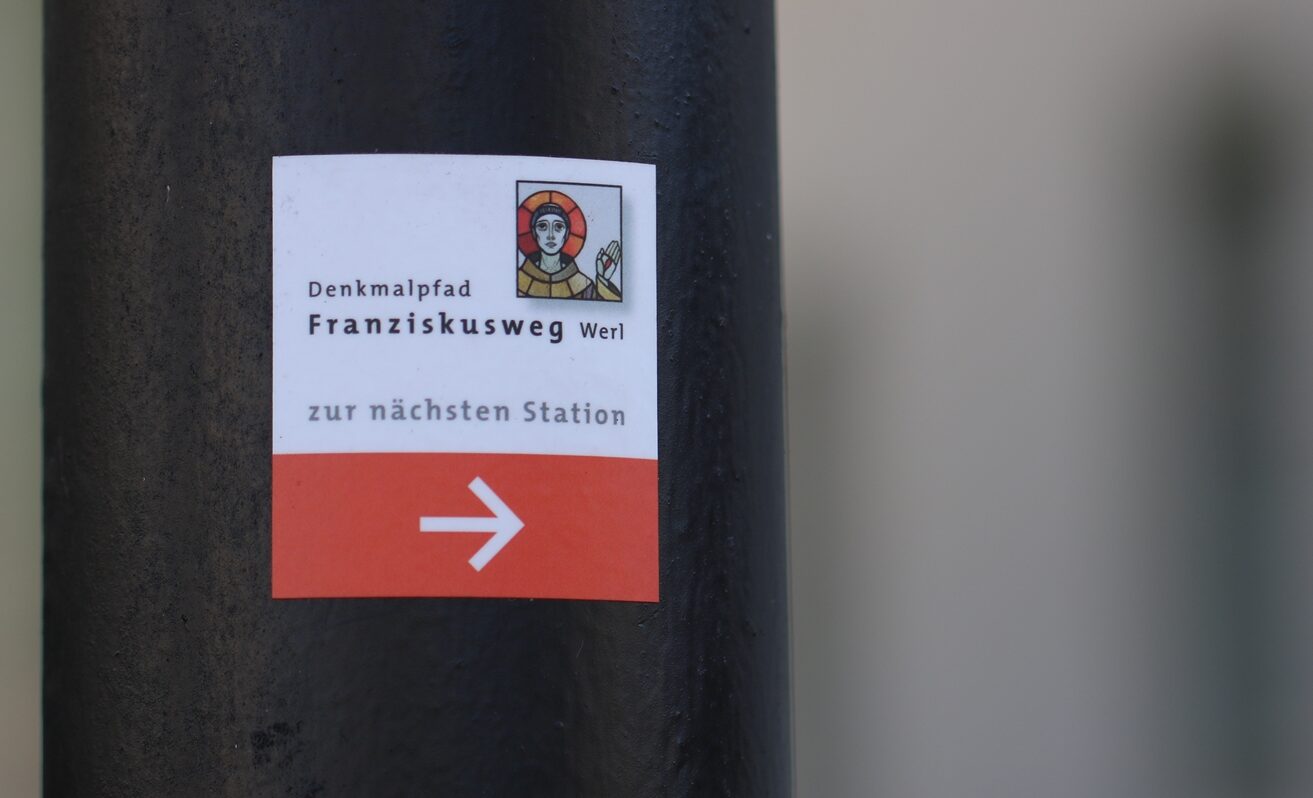 Denkmalpfad
Franziskusweg Werl
zur nächsten Station